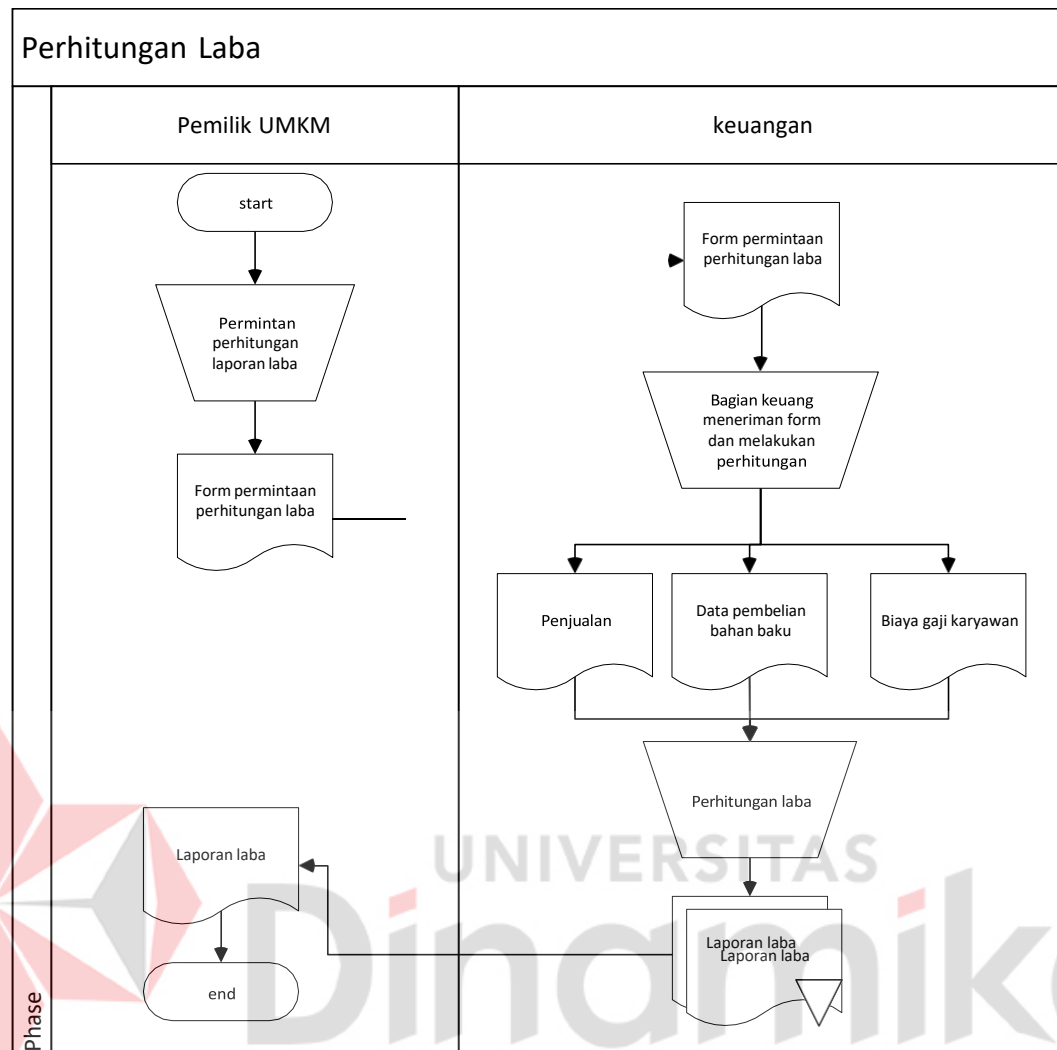 Perhitungan Laba
Pemilik UMKM
keuangan
start
Permintan
perhitungan
laporan laba
Form permintaan
perhitungan laba
Form permintaan
perhitungan laba
Bagian keuang
meneriman form
dan melakukan
perhitungan
Penjualan
Data pembelian
bahan baku
Biaya gaji karyawan
Perhitungan laba
Laporan laba
Laporan laba
Laporan laba
end
Phase
UNIVERSITAS
Dinamika